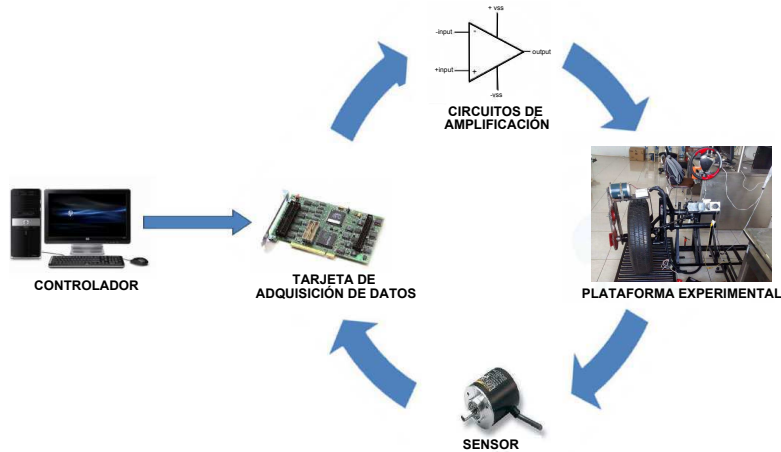 + vss
-input
-
output
+input
+
-vss
CIRCUITOS DE
AMPLIFICACIÓN
CONTROLADOR
TARJETA DE
ADQUISICIÓN DE DATOS
PLATAFORMA EXPERIMENTAL
SENSOR